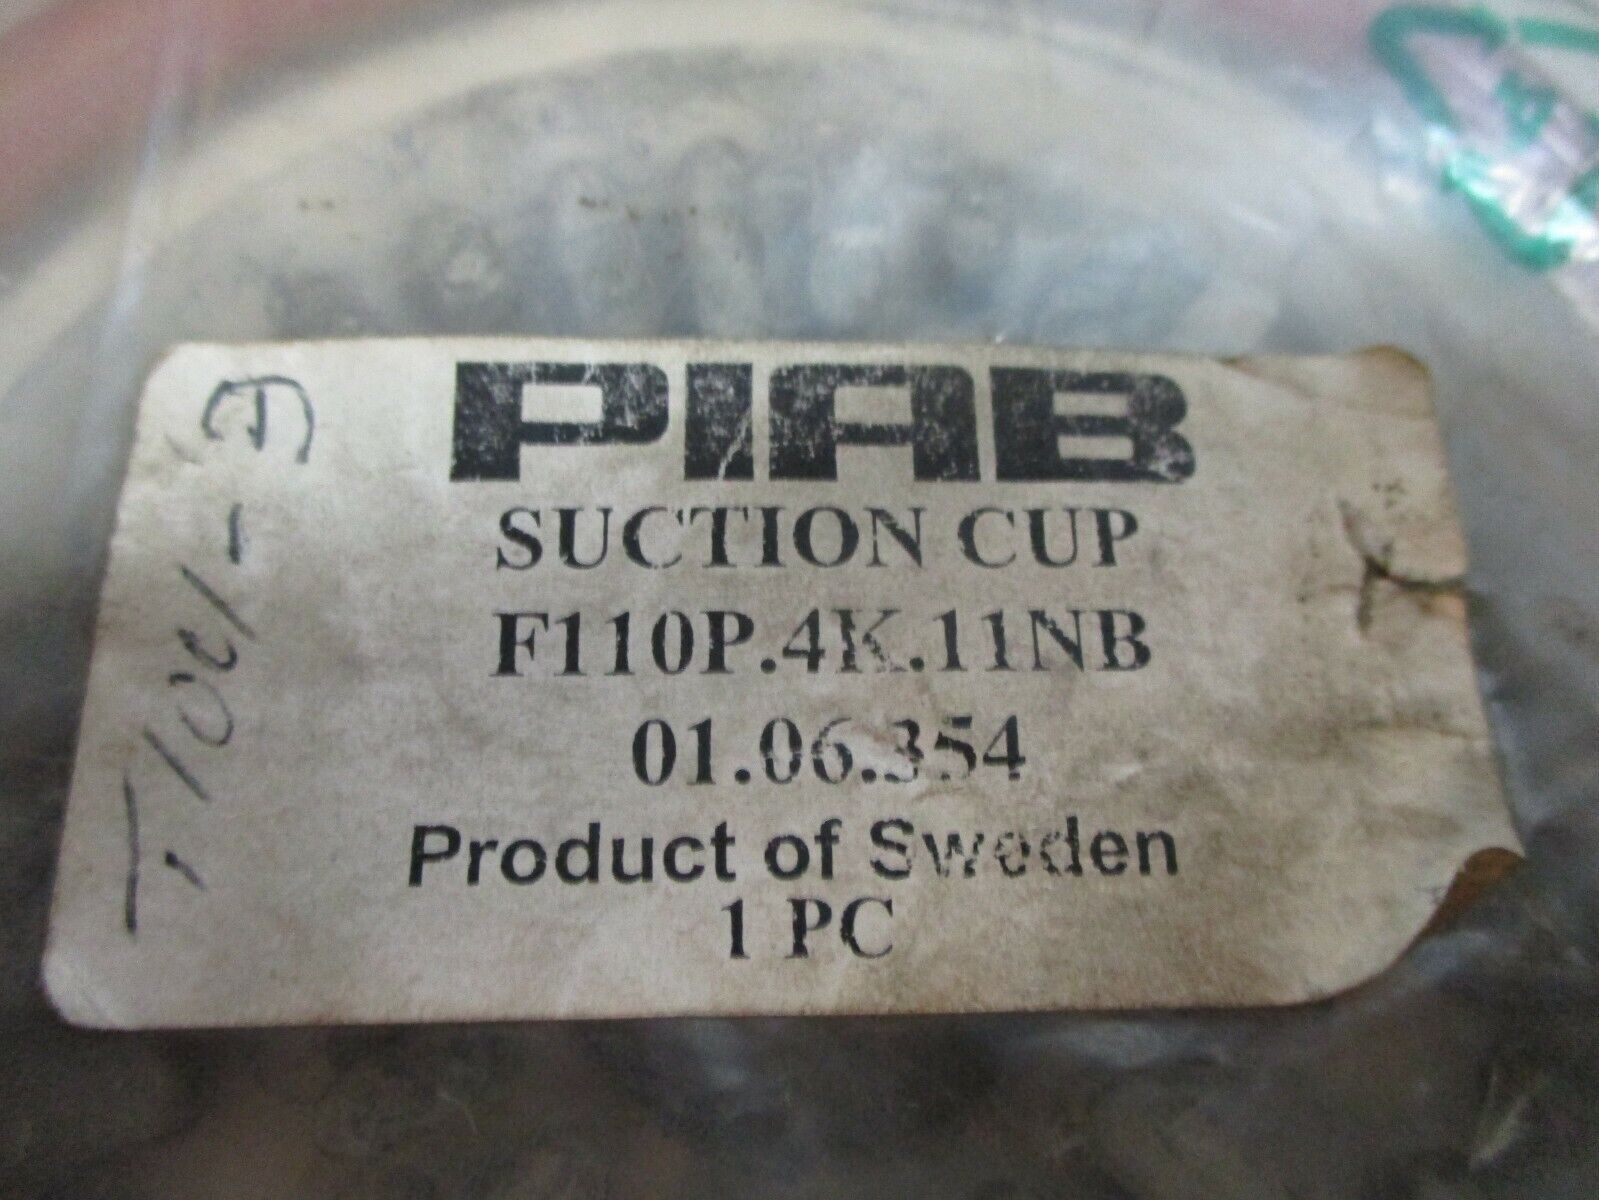 PIAB
SUCTION CUP
F110P.4K.11NB
01.06.354
Product of Sweden
1 PC